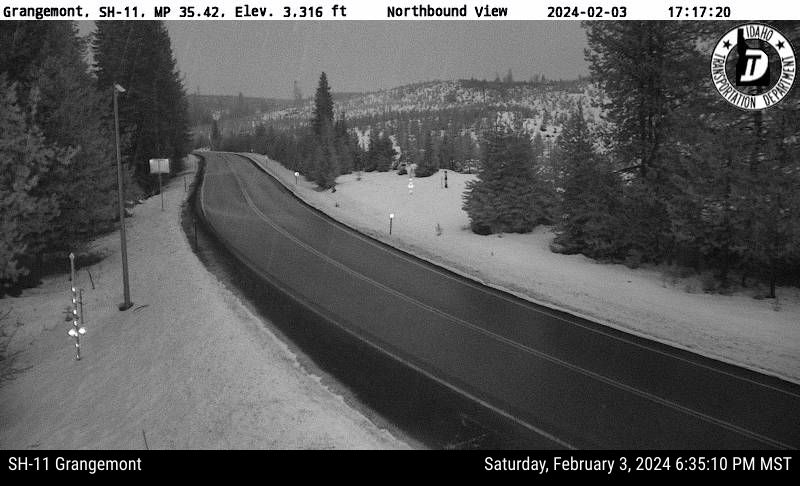 Grangemont, SH-11, MP 35.42, Elev. 3,316 ft Northbound View 2024-02-03 17:17:20
IDAHO
TRANSPORTATION DEPARTMENT
SH-11 Grangemont Saturday, February 3, 2024 6:35:10 PM MST